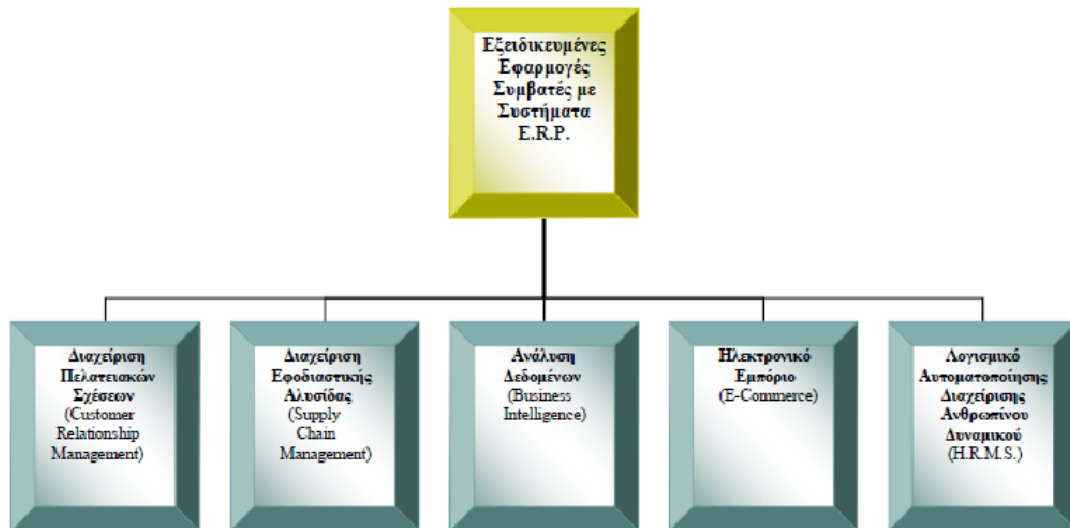 Εξειδικευμένες
Εφαρμογές
Συμβατές με
Συστήματα
E.R.P.
Διαχείριση
Πελατειακών
Σχέσεων
(Customer
Relationship
Management)
Διαχείριση
Εφοδιαστικής
Αλυσίδας
(Supply
Chain
Management)
Ανάλυση
Δεδομένων
(Business
Intelligence)
Ηλεκτρονικό
Εμπόριο
(E-Commerce)
Λογισμικό
Αυτοματοποίησης
Διαχείρισης
Ανθρωπίνου
Δυναμικού
(H.R.M.S.)